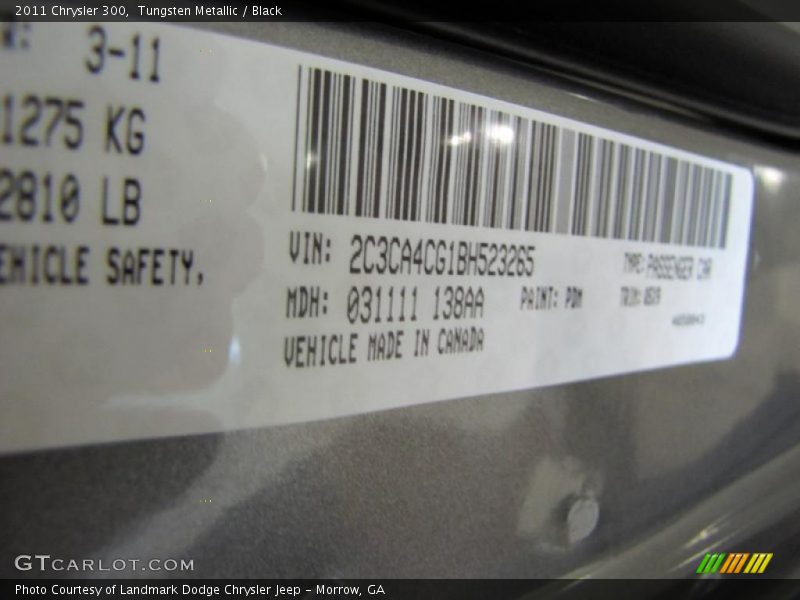 2011 Chrysler 300,  Tungsten Metallic / Black
3-11
1275 KG
2810 LB
EHICLE SAFETY,
VIN: 2C3CA4CG1BH523265
MDH: 031111 138AA PAINT: PDM
VEHICLE MADE IN CANADA
TYPE: PASSENGER CAR
TRIM:
GTCARLOT.COM
Photo Courtesy of Landmark Dodge Chrysler Jeep - Morrow, GA